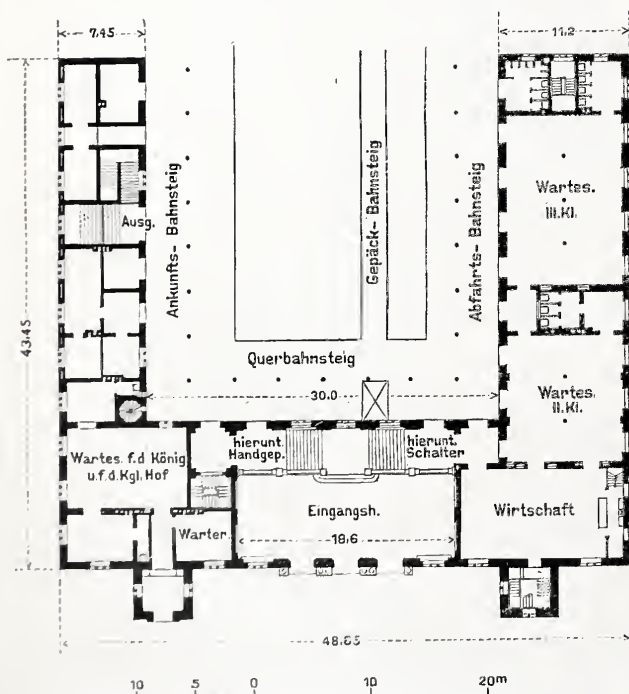 7,45
11,2
Ausg.
Ankunfts-Bahnsteig
Gepäck-Bahnsteig
Abfahrts-Bahnsteig
Wartes.
III.Kl.
43,45
Querbahnsteig
30,0
Wartes.
II.Kl.
hierunt.
Handgep.
hierunt.
Schalter
Wartes. f.d König
u.f.d.Kgl. Hof
Eingangsh.
Wirtschaft
Warter.
18,6
48,65
10 5 0 10 20m